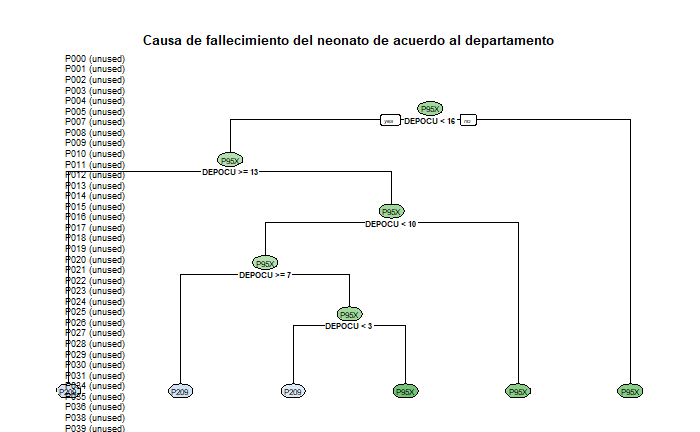 Causa de fallecimiento del neonato de acuerdo al departamento
P000 (unused)
P001 (unused)
P002 (unused)
P003 (unused)
P004 (unused)
P005 (unused)
P007 (unused)
P008 (unused)
P009 (unused)
P010 (unused)
P011 (unused)
P012 (unused)
P013 (unused)
P014 (unused)
P015 (unused)
P016 (unused)
P017 (unused)
P018 (unused)
P019 (unused)
P020 (unused)
P021 (unused)
P022 (unused)
P023 (unused)
P024 (unused)
P025 (unused)
P026 (unused)
P027 (unused)
P028 (unused)
P029 (unused)
P030 (unused)
P031 (unused)
P034 (unused)
P035 (unused)
P036 (unused)
P038 (unused)
P039 (unused)
P95X
yes DEPOCU < 16 no
P95X
DEPOCU >= 13
P95X
DEPOCU < 10
P95X
DEPOCU >= 7
P95X
DEPOCU < 3
P209
P209
P209
P95X
P95X
P95X